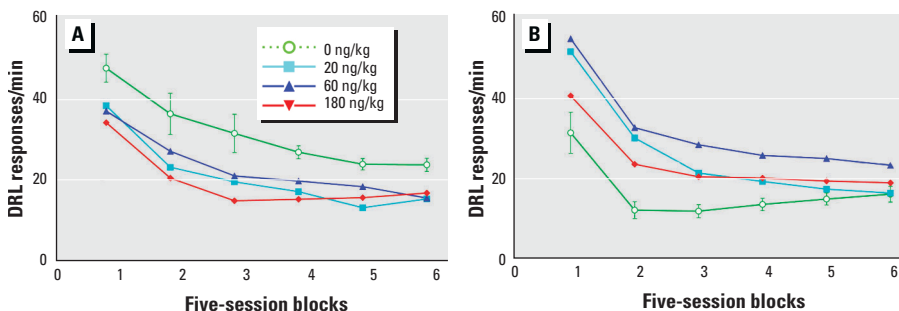 A
60
40
20
0
DRL responses/min
0 ng/kg
20 ng/kg
60 ng/kg
180 ng/kg
0 1 2 3 4 5 6
Five-session blocks
B
60
40
20
0
DRL responses/min
0 1 2 3 4 5 6
Five-session blocks